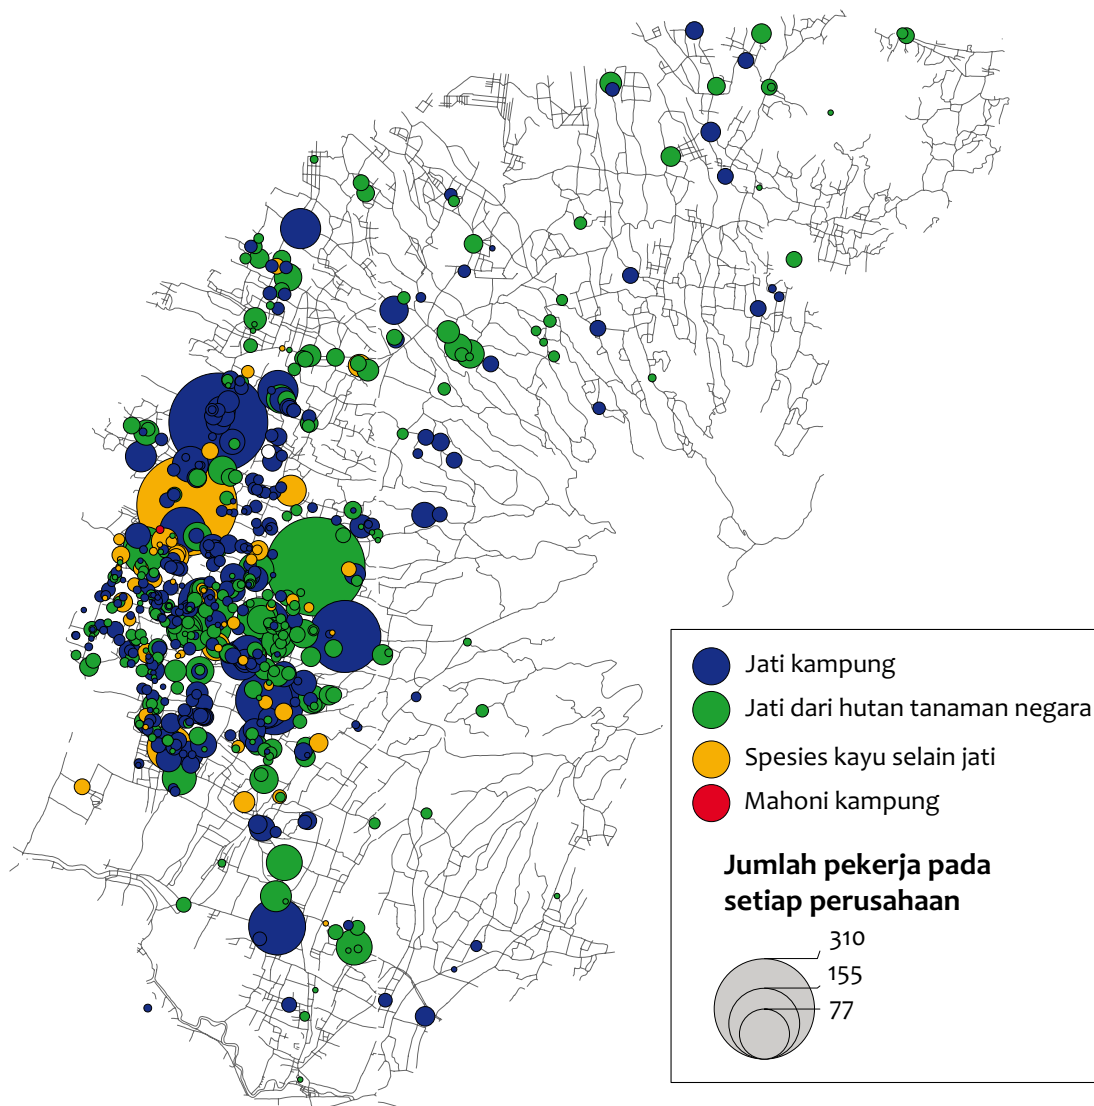 Jati kampung
Jati dari hutan tanaman negara
Spesies kayu selain jati
Mahoni kampung
Jumlah pekerja pada
setiap perusahaan
310
155
77